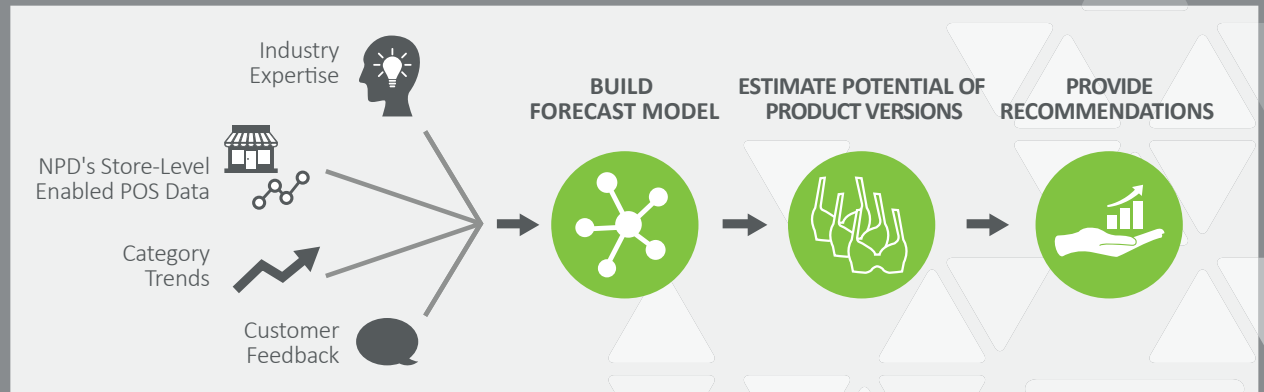 Industry
Expertise
NPD's Store-Level
Enabled POS Data
Category
Trends
Customer
Feedback
BUILD
FORECAST MODEL
ESTIMATE POTENTIAL OF
PRODUCT VERSIONS
PROVIDE
RECOMMENDATIONS